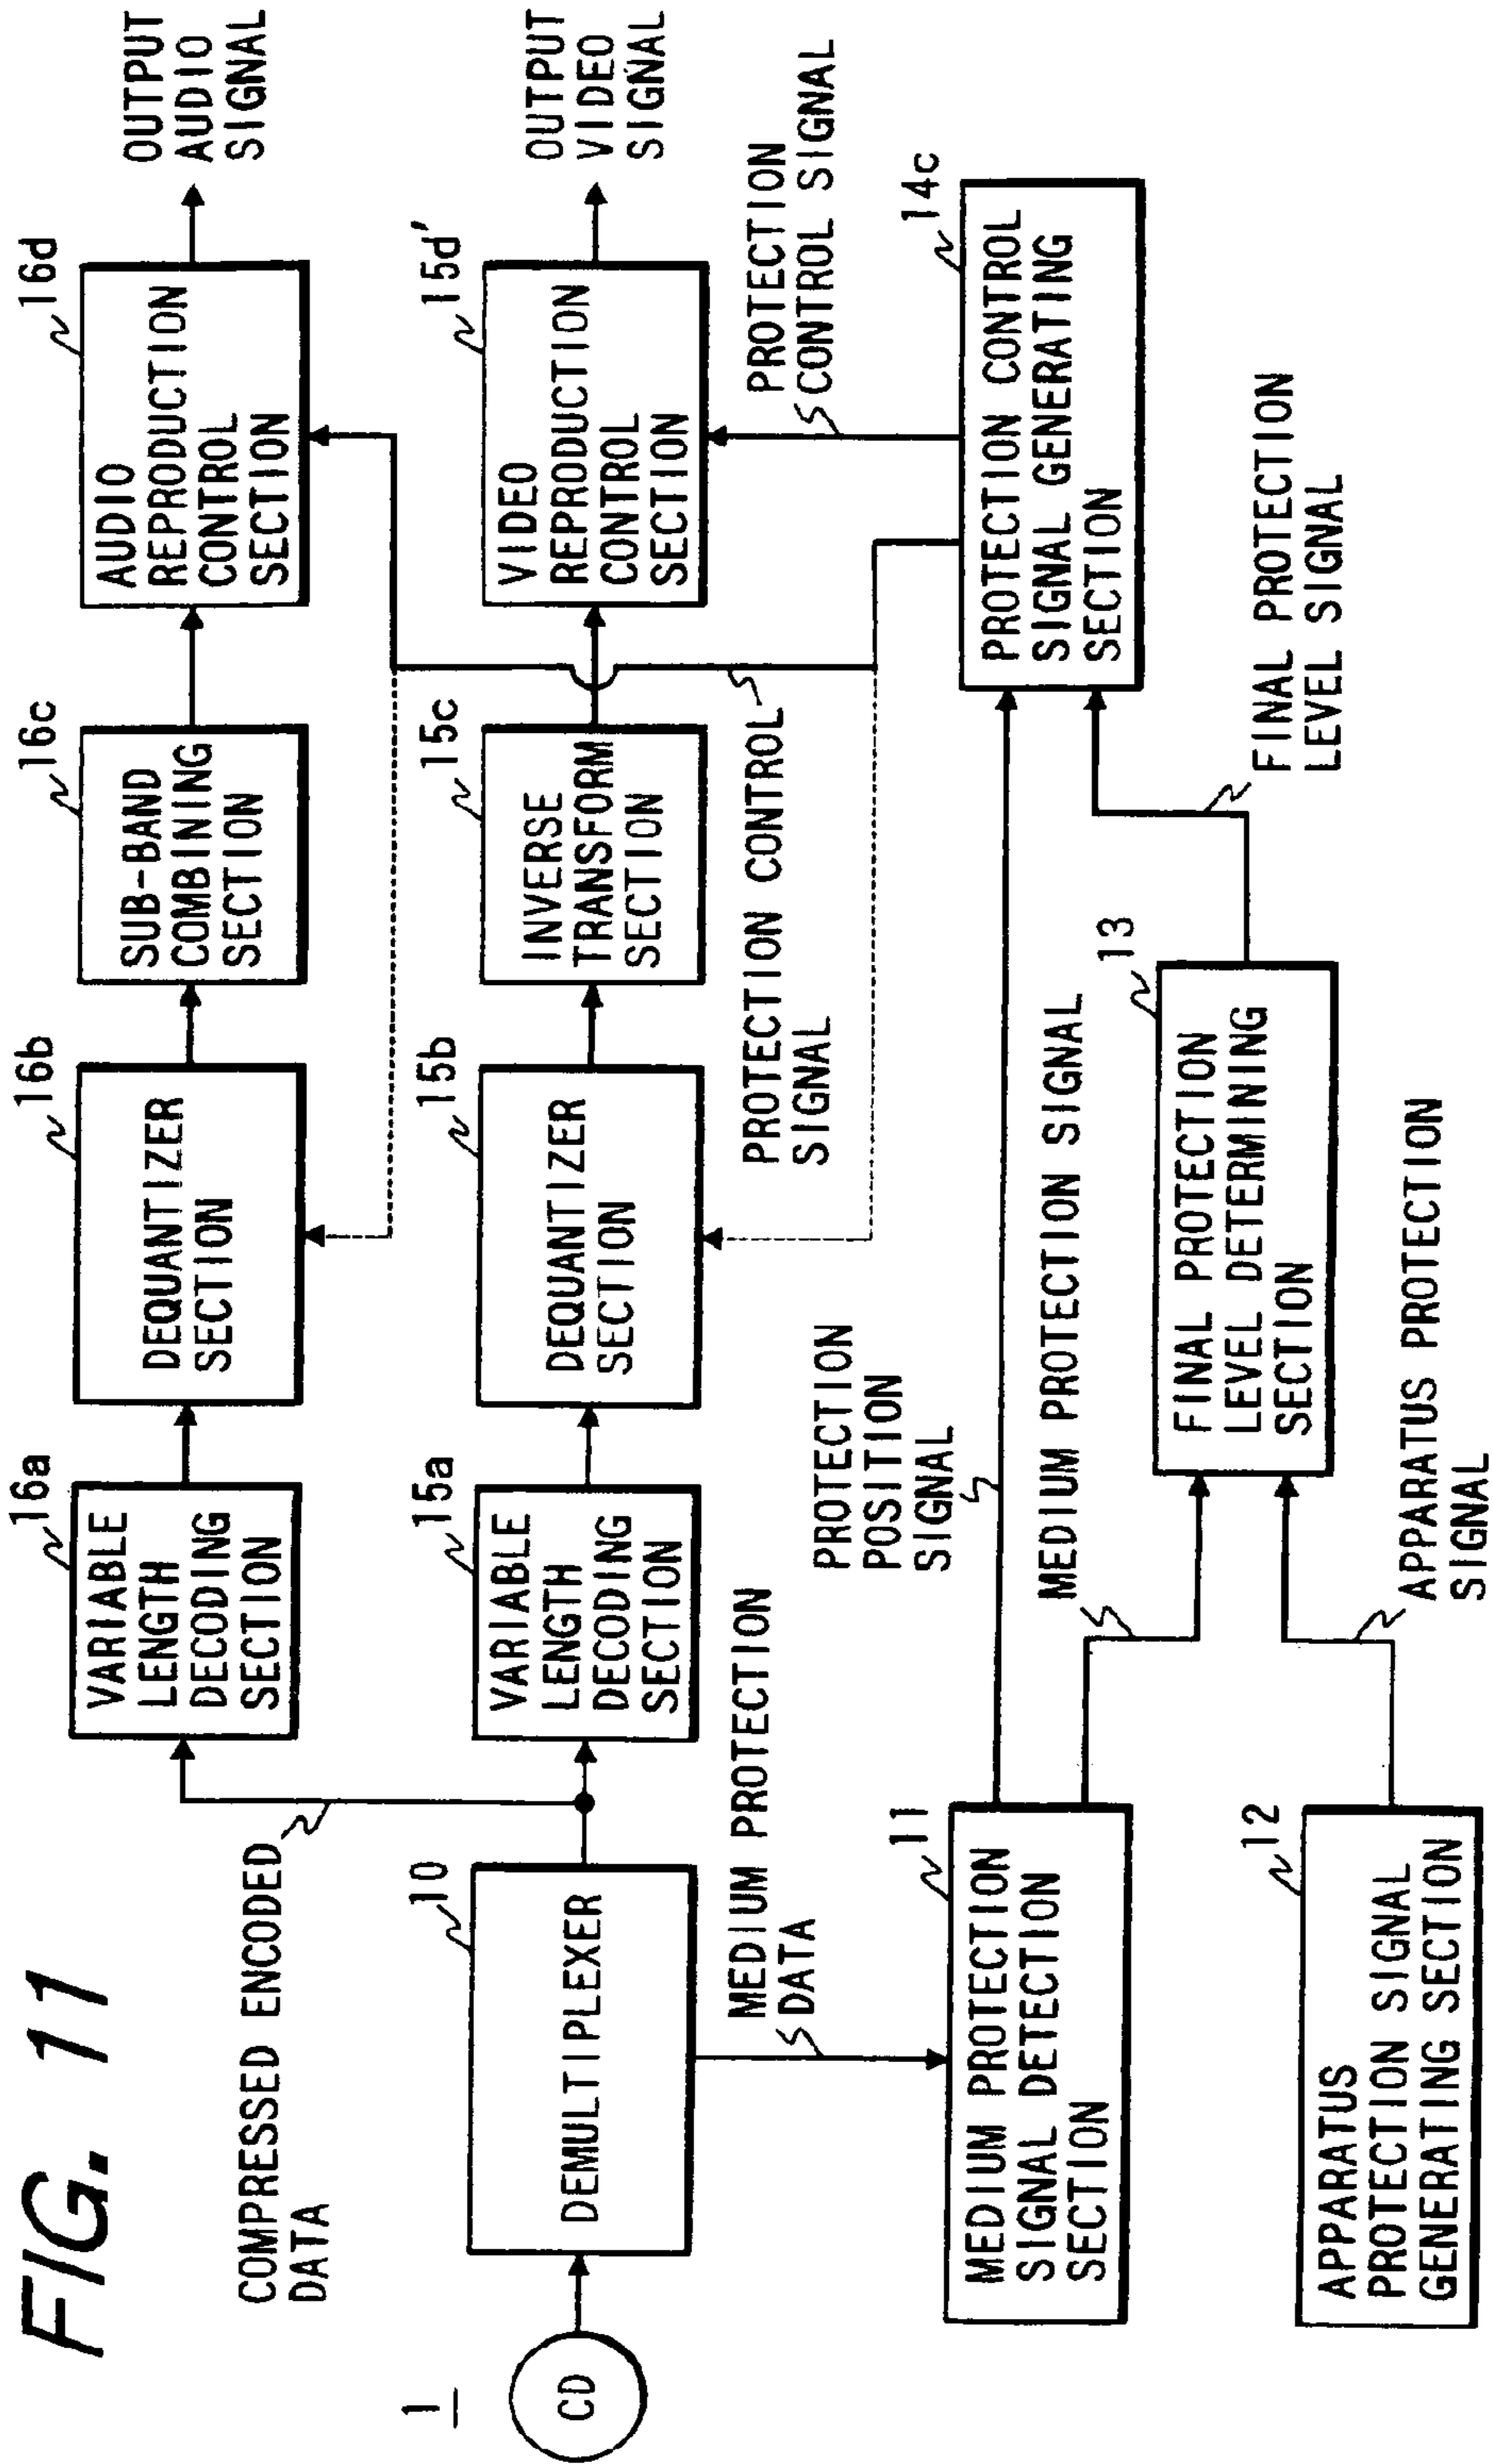 FIG. 11
1
CD
COMPRESSED ENCODED
DATA
10
DEMULTIPLEXER
MEDIUM PROTECTION
DATA
16a
VARIABLE
LENGTH
DECODING
SECTION
16b
DEQUANTIZER
SECTION
16c
SUB-BAND
COMBINING
SECTION
16d
AUDIO
REPRODUCTION
CONTROL
SECTION
OUTPUT
AUDIO
SIGNAL
15a
VARIABLE
LENGTH
DECODING
SECTION
15b
DEQUANTIZER
SECTION
15c
INVERSE
TRANSFORM
SECTION
15d'
VIDEO
REPRODUCTION
CONTROL
SECTION
OUTPUT
VIDEO
SIGNAL
PROTECTION CONTROL
SIGNAL
PROTECTION
CONTROL SIGNAL
11
MEDIUM PROTECTION
SIGNAL DETECTION
SECTION
PROTECTION
POSITION
SIGNAL
14c
PROTECTION CONTROL
SIGNAL GENERATING
SECTION
MEDIUM PROTECTION SIGNAL
13
FINAL PROTECTION
LEVEL DETERMINING
SECTION
FINAL PROTECTION
LEVEL SIGNAL
12
APPARATUS
PROTECTION SIGNAL
GENERATING SECTION
APPARATUS PROTECTION
SIGNAL